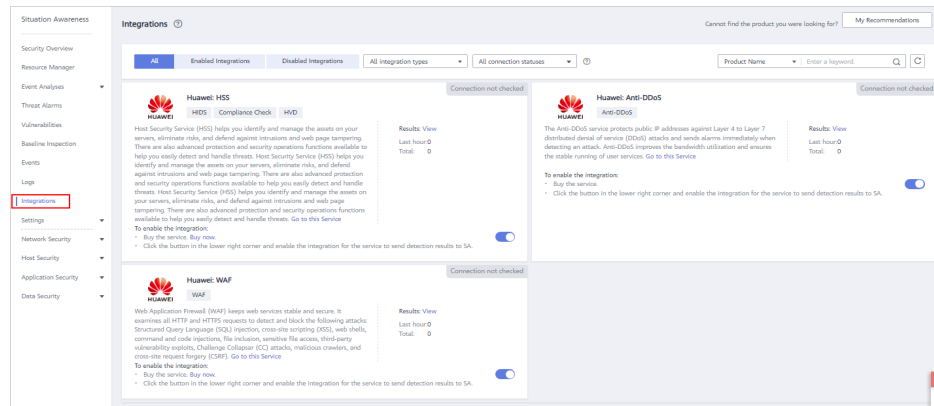 Situation Awareness
Security Overview
Resource Manager
Event Analyses
Threat Alarms
Vulnerabilities
Baseline Inspection
Events
Logs
Integrations
Settings
Network Security
Host Security
Application Security
Data Security
Integrations
Cannot find the product you were looking for?
My Recommendations
All
Enabled Integrations
Disabled Integrations
All integration types
All connection statuses
Product Name
Enter a keyword.
Connection not checked
HUAWEI
Huawei: HSS
HIDS Compliance Check HVD
Host Security Service (HSS) helps you identify and manage the assets on your
servers, eliminate risks, and defend against intrusions and web page tampering.
There are also advanced protection and security operations functions available to
help you easily detect and handle threats. Host Security Service (HSS) helps you
identify and manage the assets on your servers, eliminate risks, and defend
against intrusions and web page tampering. There are also advanced protection
and security operations functions available to help you easily detect and handle
threats. Host Security Service (HSS) helps you identify and manage the assets on
your servers, eliminate risks, and defend against intrusions and web page
tampering. There are also advanced protection and security operations functions
available to help you easily detect and handle threats. Go to this Service
Results: View
Last hour:0
Total: 0
To enable the integration:
- Buy the service. Buy now.
- Click the button in the lower right corner and enable the integration for the service to send detection results to SA.
Connection not checked
HUAWEI
Huawei: Anti-DDoS
Anti-DDoS
The Anti-DDoS service protects public IP addresses against Layer 4 to Layer 7
distributed denial of service (DDoS) attacks and sends alarms immediately when
detecting an attack. Anti-DDoS improves the bandwidth utilization and ensures
the stable running of user services. Go to this Service
Results: View
Last hour:0
Total: 0
To enable the integration:
- Buy the service.
- Click the button in the lower right corner and enable the integration for the service to send detection results to SA.
Connection not checked
HUAWEI
Huawei: WAF
WAF
Web Application Firewall (WAF) keeps web services stable and secure. It
examines all HTTP and HTTPS requests to detect and block the following attacks:
Structured Query Language (SQL) injection, cross-site scripting (XSS), web shells,
command and code injections, file inclusion, sensitive file access, third-party
vulnerability exploits, Challenge Collapsar (CC) attacks, malicious crawlers, and
cross-site request forgery (CSRF). Go to this Service
Results: View
Last hour:0
Total: 0
To enable the integration:
- Buy the service. Buy now.
- Click the button in the lower right corner and enable the integration for the service to send detection results to SA.